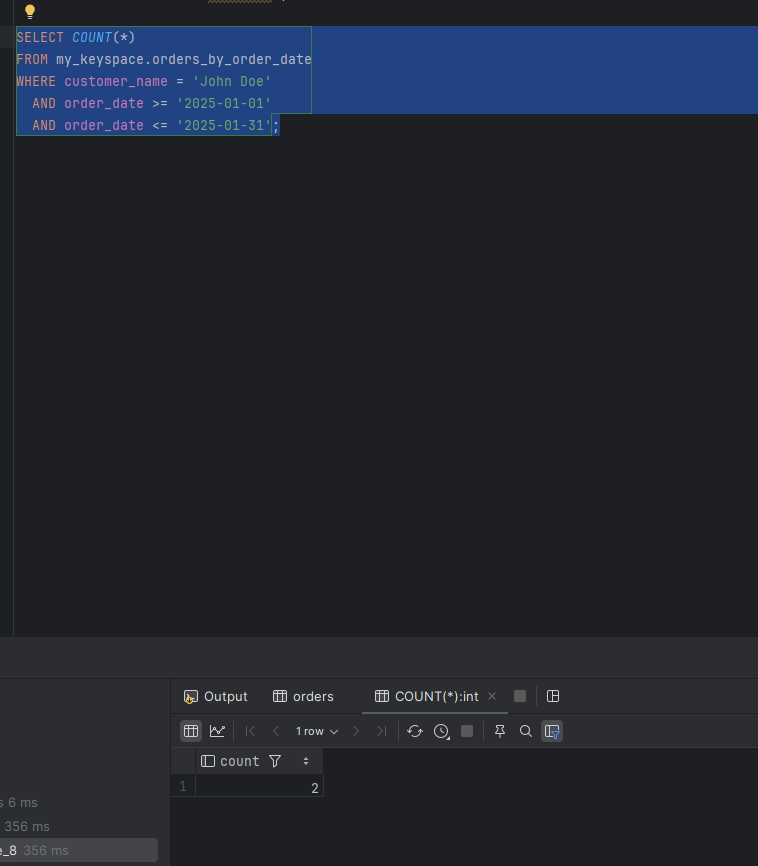 SELECT COUNT(*)
FROM my_keyspace.orders_by_order_date
WHERE customer_name = 'John Doe'
  AND order_date >= '2025-01-01'
  AND order_date <= '2025-01-31';
Output orders COUNT(*):int
1 row
count
1 2
s 6 ms
356 ms
e_8 356 ms